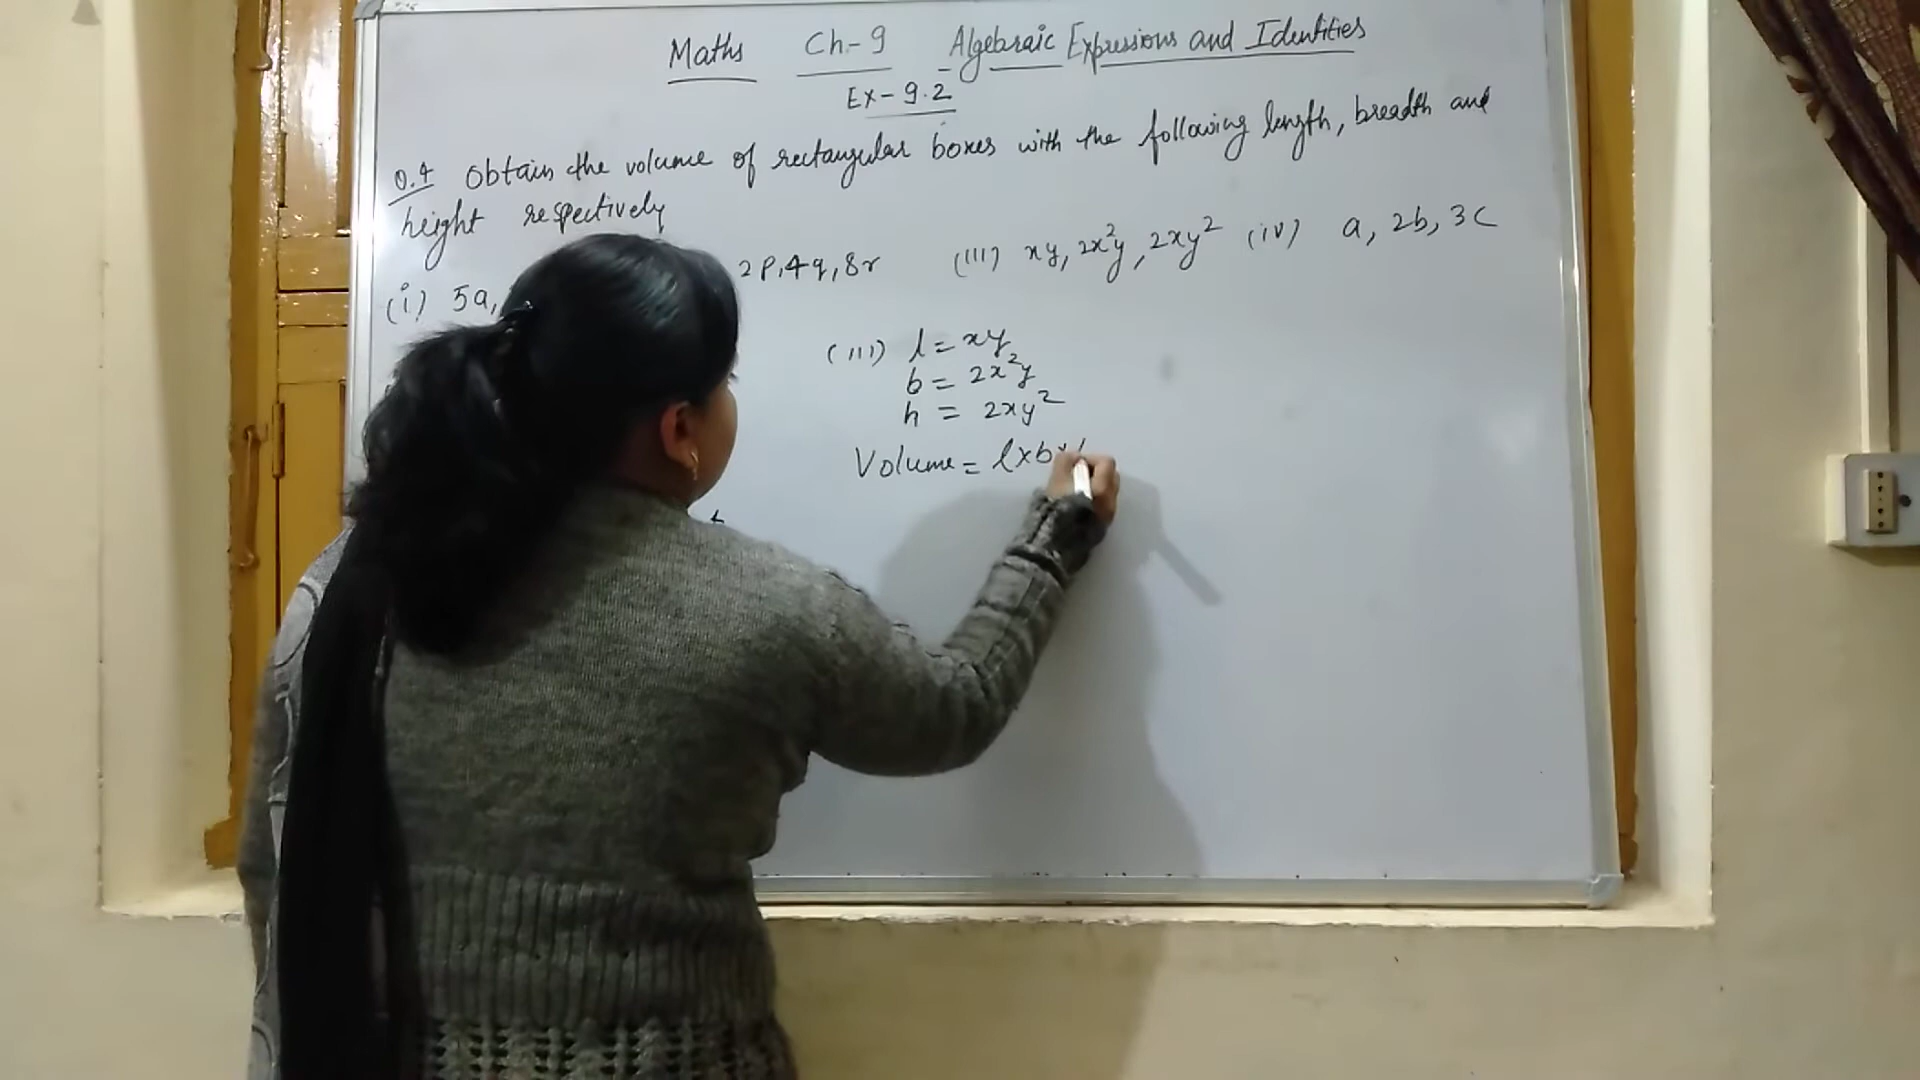 Maths Ch-9 Algebraic Expressions and Identities
Ex-9.2
Q.4 Obtain the volume of rectangular boxes with the following length, breadth and
height respectively
(i) 5a, 2p, 4q, 8r (iii) xy, 2x²y, 2xy² (iv) a, 2b, 3c
(iii) l = xy
b = 2x²y
h = 2xy²
Volume = l×b×